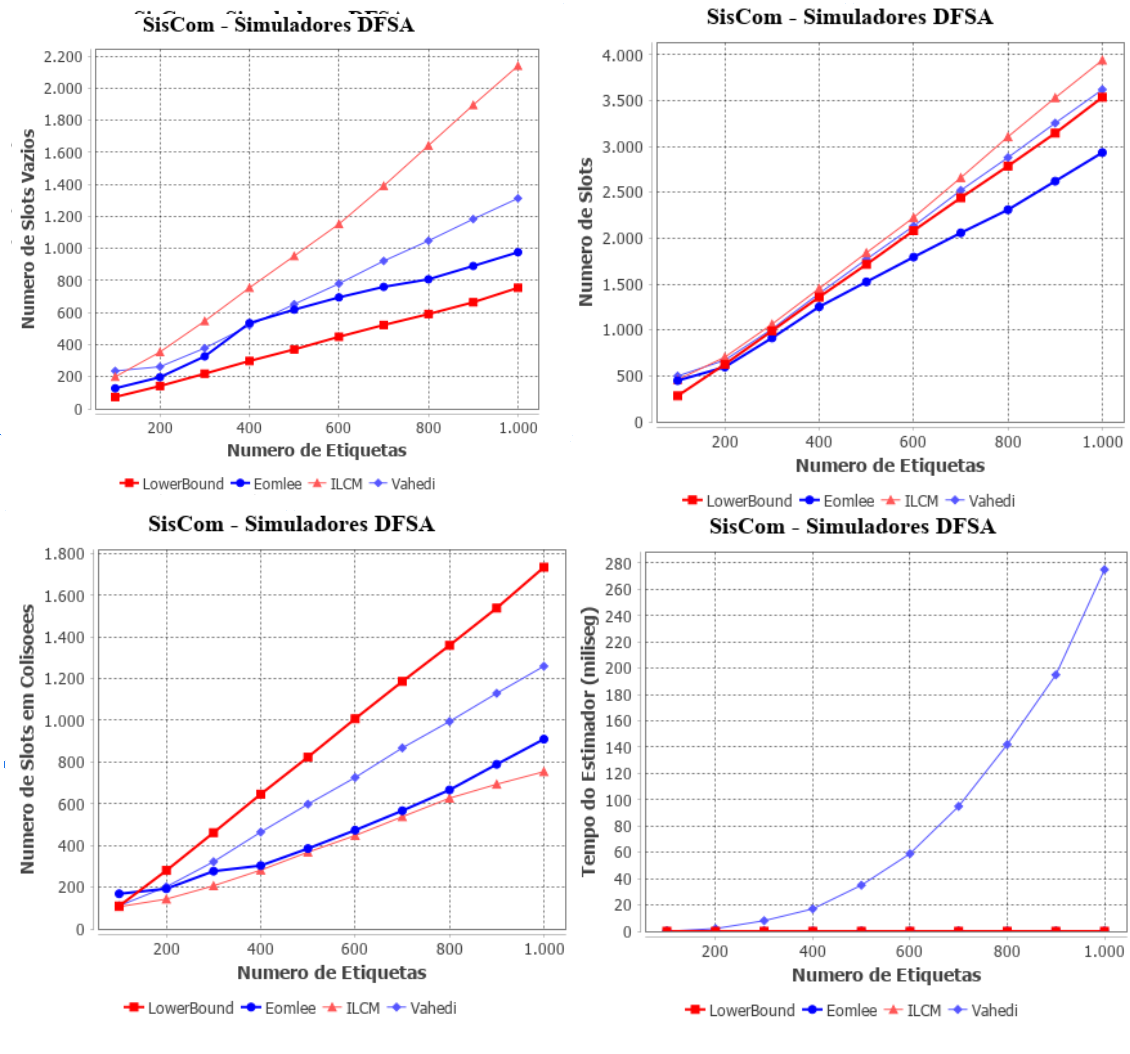 SisCom - Simuladores DFSA
Numero de Slots Vazios
2.200
2.000
1.800
1.600
1.400
1.200
1.000
800
600
400
200
0
200 400 600 800 1.000
Numero de Etiquetas
LowerBound Eomlee ILCM Vahedi
SisCom - Simuladores DFSA
Numero de Slots
4.000
3.500
3.000
2.500
2.000
1.500
1.000
500
0
200 400 600 800 1.000
Numero de Etiquetas
LowerBound Eomlee ILCM Vahedi
SisCom - Simuladores DFSA
Numero de Slots em Colisoees
1.800
1.600
1.400
1.200
1.000
800
600
400
200
0
200 400 600 800 1.000
Numero de Etiquetas
LowerBound Eomlee ILCM Vahedi
SisCom - Simuladores DFSA
Tempo do Estimador (miliseg)
280
260
240
220
200
180
160
140
120
100
80
60
40
20
0
200 400 600 800 1.000
Numero de Etiquetas
LowerBound Eomlee ILCM Vahedi